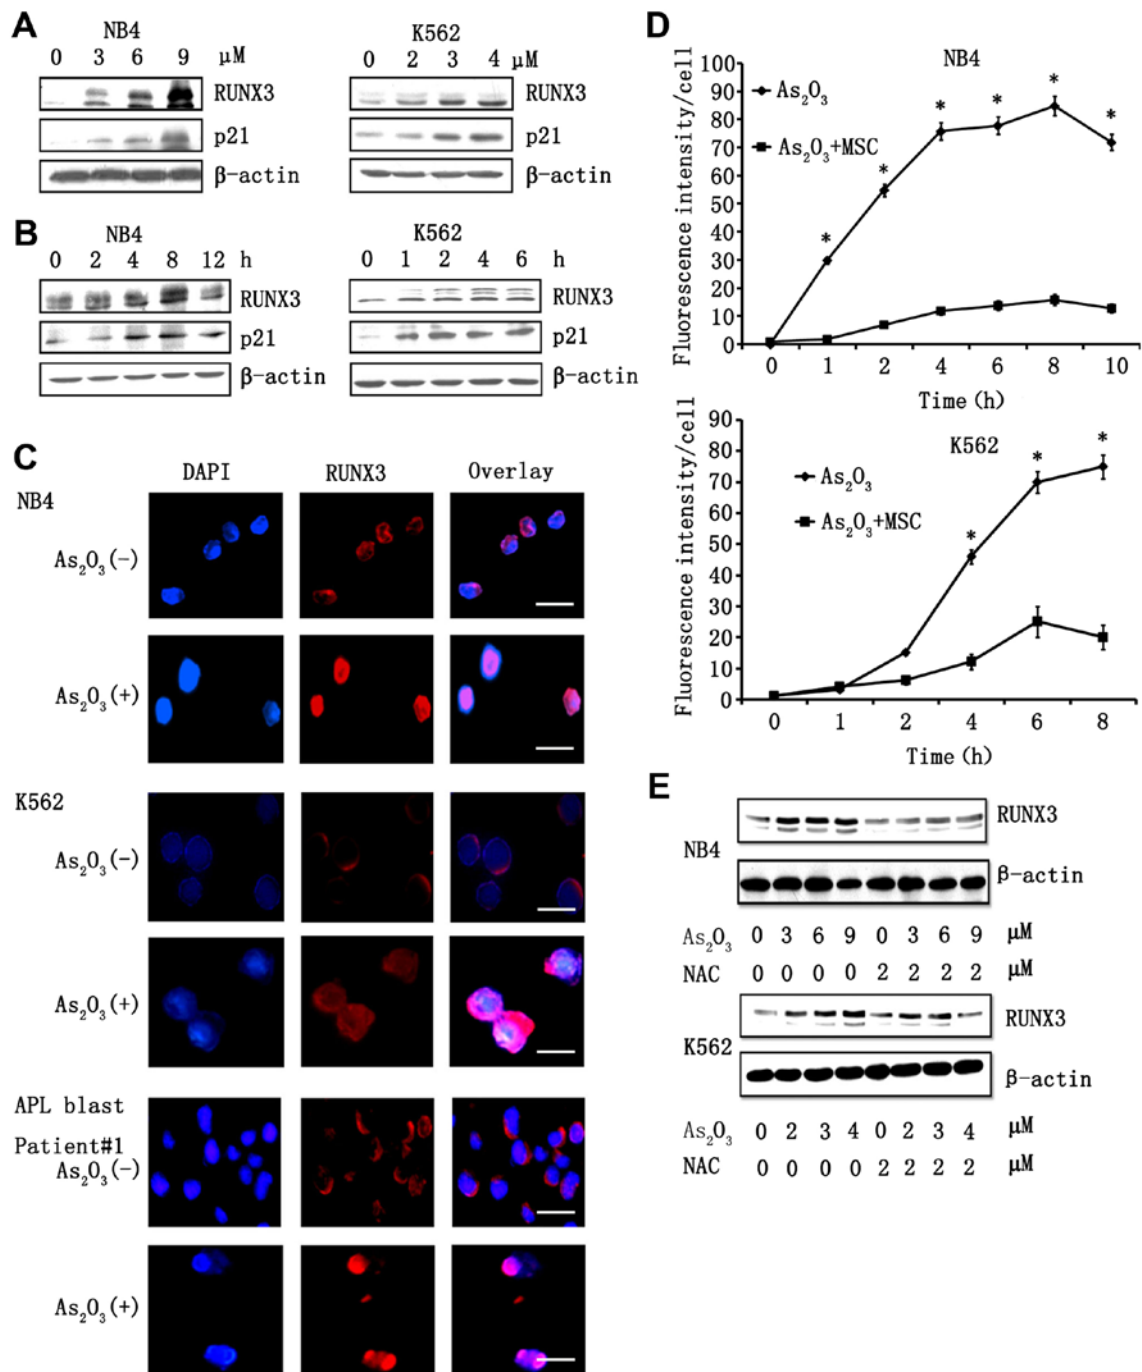 A
NB4
0 3 6 9 μM
RUNX3
p21
β-actin
K562
0 2 3 4 μM
RUNX3
p21
β-actin
B
NB4
0 2 4 8 12 h
RUNX3
p21
β-actin
K562
0 1 2 4 6 h
RUNX3
p21
β-actin
C
DAPI RUNX3 Overlay
NB4
As₂O₃(-)
As₂O₃(+)
K562
As₂O₃(-)
As₂O₃(+)
APL blast
Patient#1
As₂O₃(-)
As₂O₃(+)
D
NB4
Fluorescence intensity/cell
100
90
80
70
60
50
40
30
20
10
0
As₂O₃
As₂O₃+MSC
* * * * * *
0 1 2 4 6 8 10
Time(h)
K562
Fluorescence intensity/cell
90
80
70
60
50
40
30
20
10
0
As₂O₃
As₂O₃+MSC
* * *
0 1 2 4 6 8
Time(h)
E
NB4
RUNX3
β-actin
As₂O₃ 0 3 6 9 0 3 6 9 μM
NAC 0 0 0 0 2 2 2 2 μM
K562
RUNX3
β-actin
As₂O₃ 0 2 3 4 0 2 3 4 μM
NAC 0 0 0 0 2 2 2 2 μM